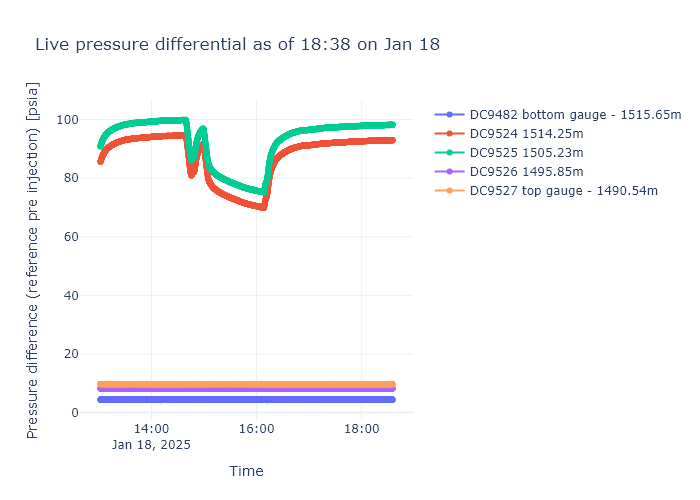 Live pressure differential as of 18:38 on Jan 18
Pressure difference (reference pre injection) [psia]
100
80
60
40
20
0
14:00
Jan 18, 2025
16:00
18:00
Time
DC9482 bottom gauge - 1515.65m
DC9524 1514.25m
DC9525 1505.23m
DC9526 1495.85m
DC9527 top gauge - 1490.54m